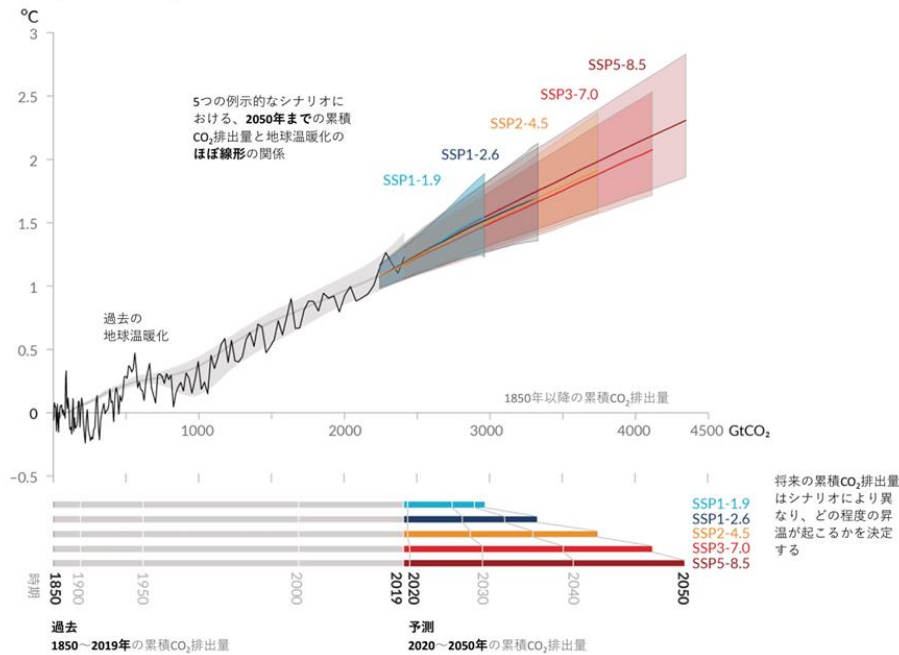 ℃
3
2.5
2
1.5
1
0.5
0
−0.5
5つの例示的なシナリオに
おける、2050年までの累積
CO₂排出量と地球温暖化の
ほぼ線形の関係
SSP5-8.5
SSP3-7.0
SSP2-4.5
SSP1-2.6
SSP1-1.9
過去の
地球温暖化
1850年以降の累積CO₂排出量
1000 2000 3000 4000 4500 GtCO₂
SSP1-1.9
SSP1-2.6
SSP2-4.5
SSP3-7.0
SSP5-8.5
将来の累積CO₂排出量
はシナリオにより異
なり、どの程度の昇
温が起こるかを決定
する
時期 1850 1900 1950 2000 2019 2020 2030 2040 2050
過去
1850～2019年の累積CO₂排出量
予測
2020～2050年の累積CO₂排出量